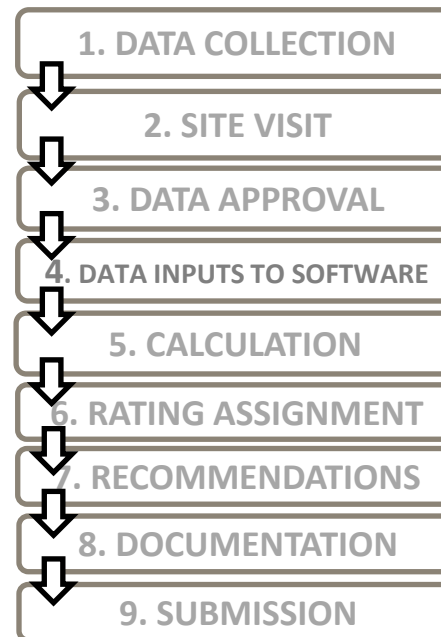 1. DATA COLLECTION
2. SITE VISIT
3. DATA APPROVAL
4. DATA INPUTS TO SOFTWARE
5. CALCULATION
6. RATING ASSIGNMENT
7. RECOMMENDATIONS
8. DOCUMENTATION
9. SUBMISSION